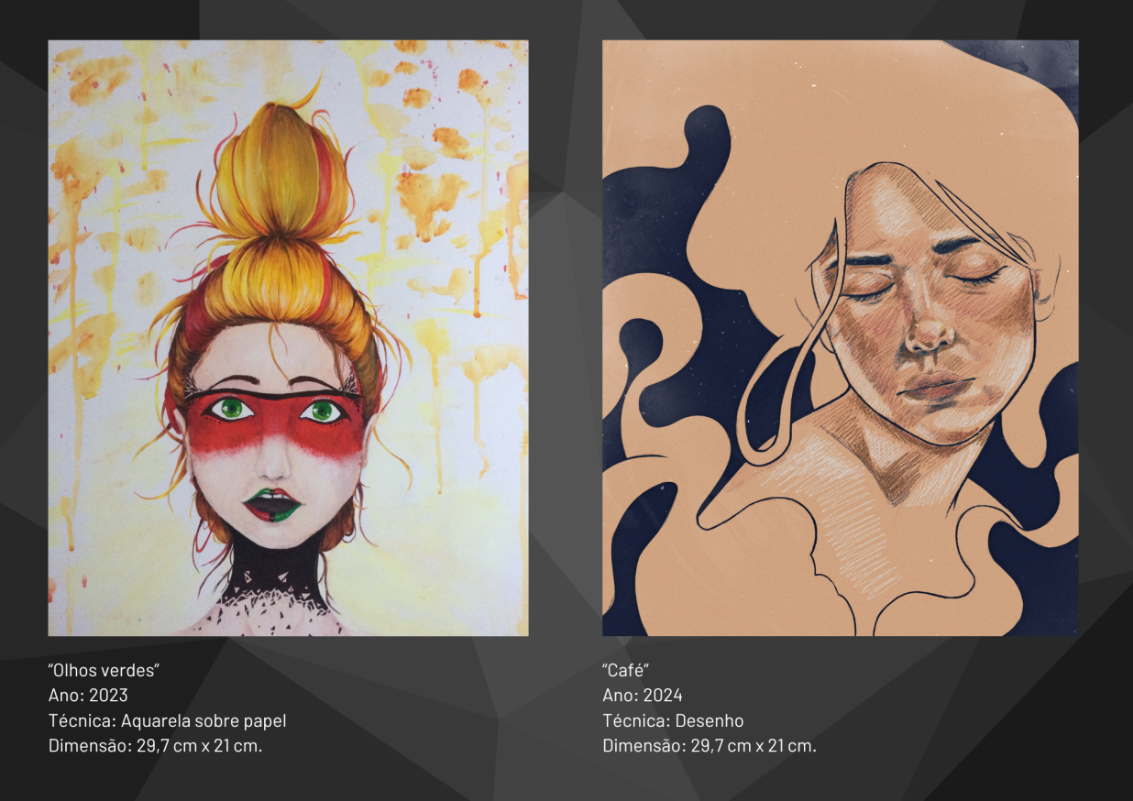 “Olhos verdes”
Ano: 2023
Técnica: Aquarela sobre papel
Dimensão: 29,7 cm x 21 cm.
“Café”
Ano: 2024
Técnica: Desenho
Dimensão: 29,7 cm x 21 cm.